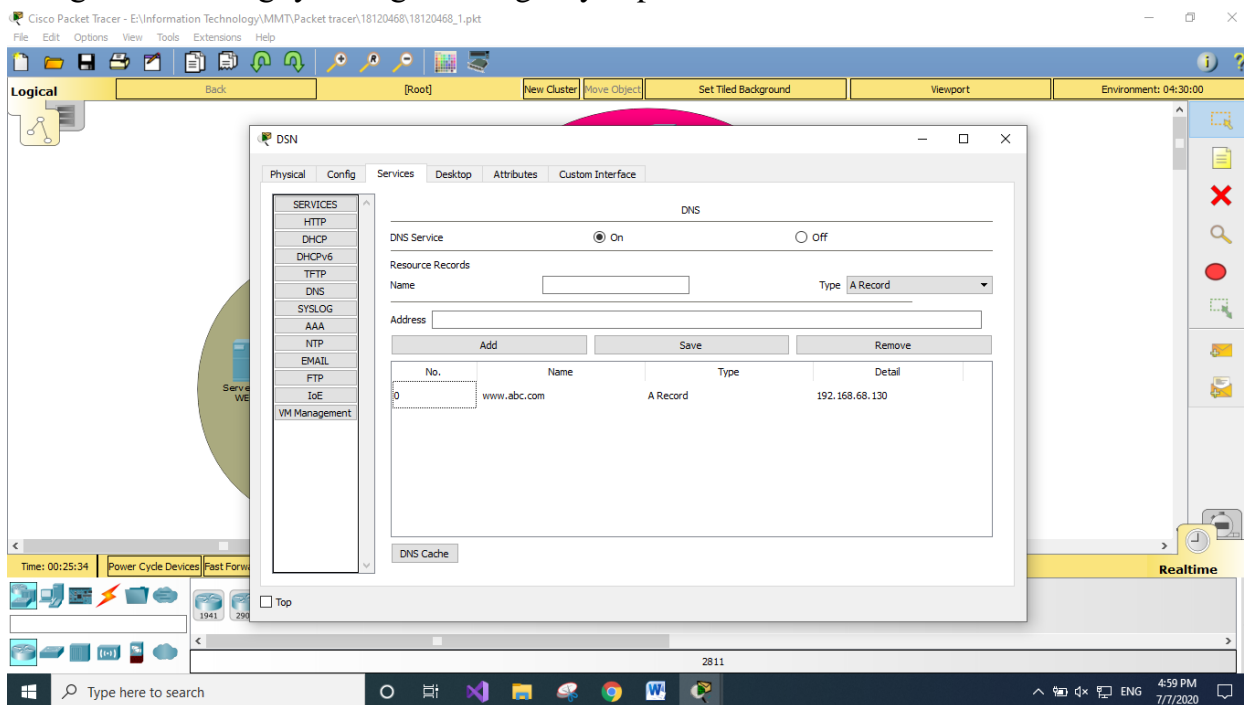 Cisco Packet Tracer - E:\Information Technology\MMT\Packet tracer\18120468\18120468_1.pkt
File Edit Options View Tools Extensions Help
Logical Back [Root] New Cluster Move Object Set Tiled Background Viewport Environment: 04:30:00
DSN
Physical Config Services Desktop Attributes Custom Interface
SERVICES
HTTP
DHCP
DHCPv6
TFTP
DNS
SYSLOG
AAA
NTP
EMAIL
FTP
IoE
VM Management
DNS
DNS Service On Off
Resource Records
Name Type A Record
Address
Add Save Remove
No. Name Type Detail
0 www.abc.com A Record 192.168.68.130
DNS Cache
Top
Serve
WE
Time: 00:25:34 Power Cycle Devices Fast Forwa
Realtime
1941 290
2811
Type here to search
ENG 4:59 PM
7/7/2020